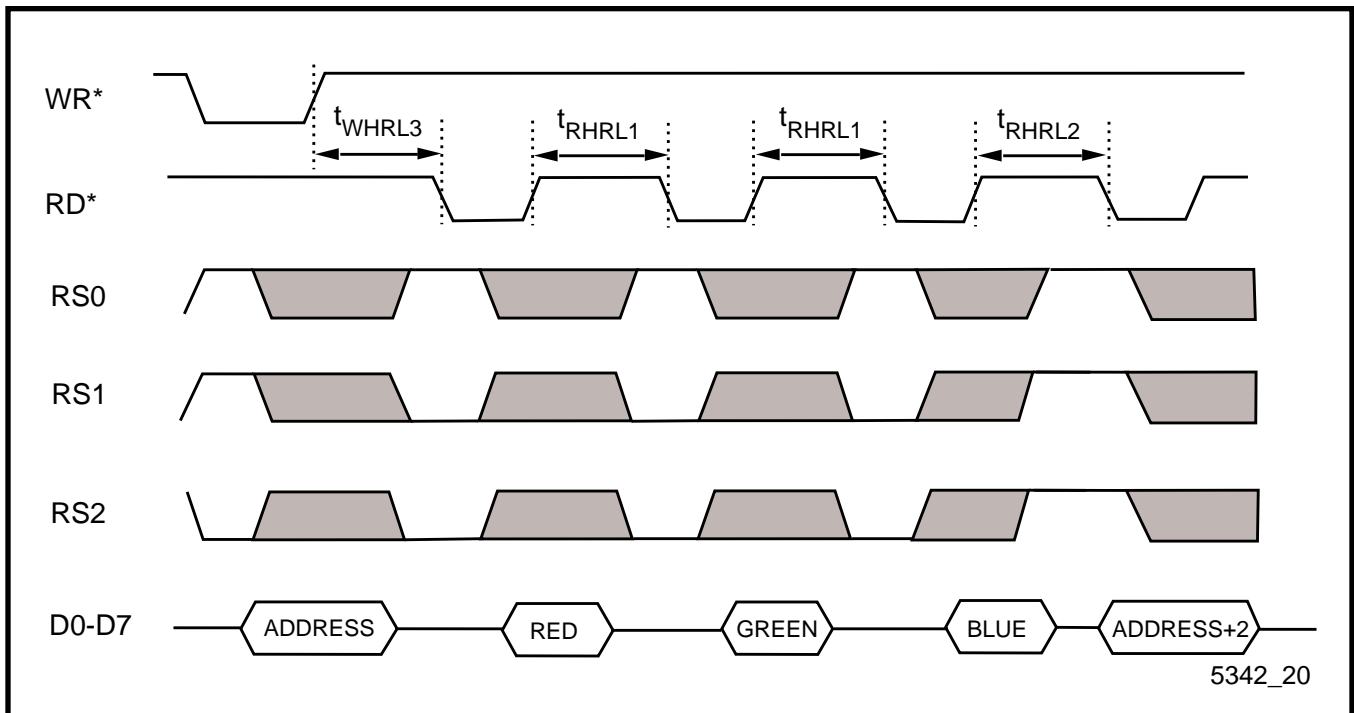 WR*
tWHRL3 tRHRL1 tRHRL1 tRHRL2
RD*
RS0
RS1
RS2
D0-D7 ADDRESS RED GREEN BLUE ADDRESS+2
5342_20